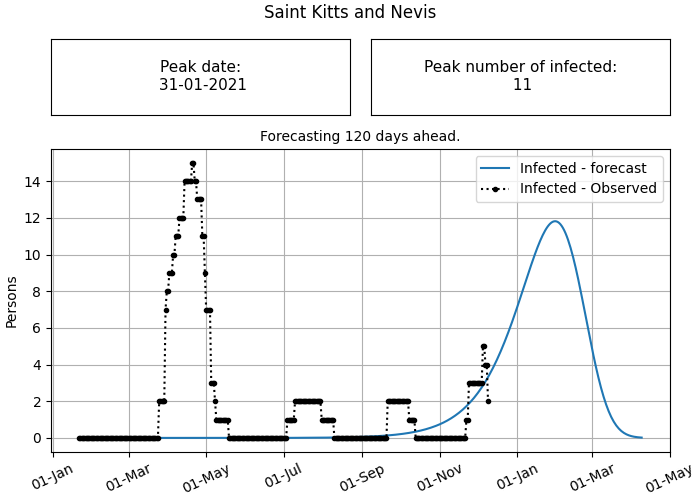 Saint Kitts and Nevis
Peak date:
31-01-2021
Peak number of infected:
11
Forecasting 120 days ahead.
Infected - forecast
Infected - Observed
Persons
14
12
10
8
6
4
2
0
01-Jan
01-Mar
01-May
01-Jul
01-Sep
01-Nov
01-Jan
01-Mar
01-May